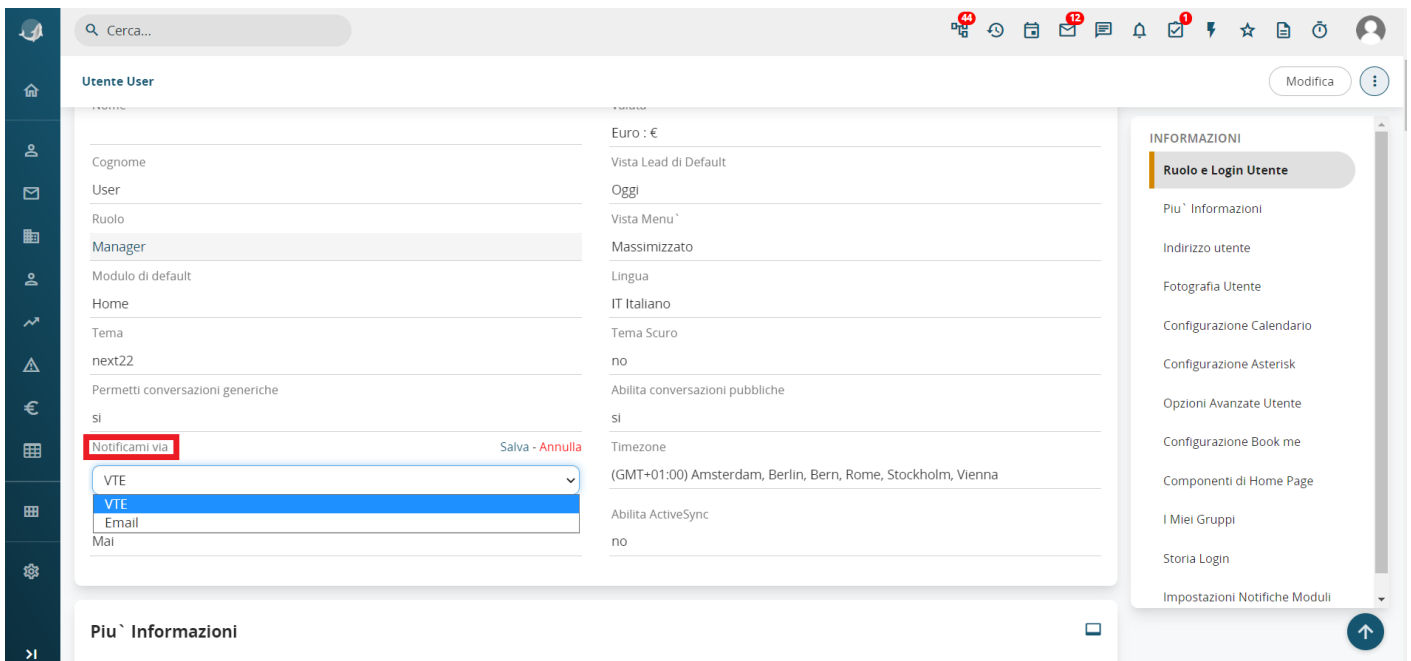 Cerca...
44
12
1
Utente User
Modifica
Nome
Valuta
Euro : €
Cognome
Vista Lead di Default
User
Oggi
Ruolo
Vista Menu`
Manager
Massimizzato
Modulo di default
Lingua
Home
IT Italiano
Tema
Tema Scuro
next22
no
Permetti conversazioni generiche
Abilita conversazioni pubbliche
si
si
Notificami via
Salva - Annulla
Timezone
VTE
(GMT+01:00) Amsterdam, Berlin, Bern, Rome, Stockholm, Vienna
VTE
Email
Abilita ActiveSync
Mai
no
Piu` Informazioni
INFORMAZIONI
Ruolo e Login Utente
Piu` Informazioni
Indirizzo utente
Fotografia Utente
Configurazione Calendario
Configurazione Asterisk
Opzioni Avanzate Utente
Configurazione Book me
Componenti di Home Page
I Miei Gruppi
Storia Login
Impostazioni Notifiche Moduli